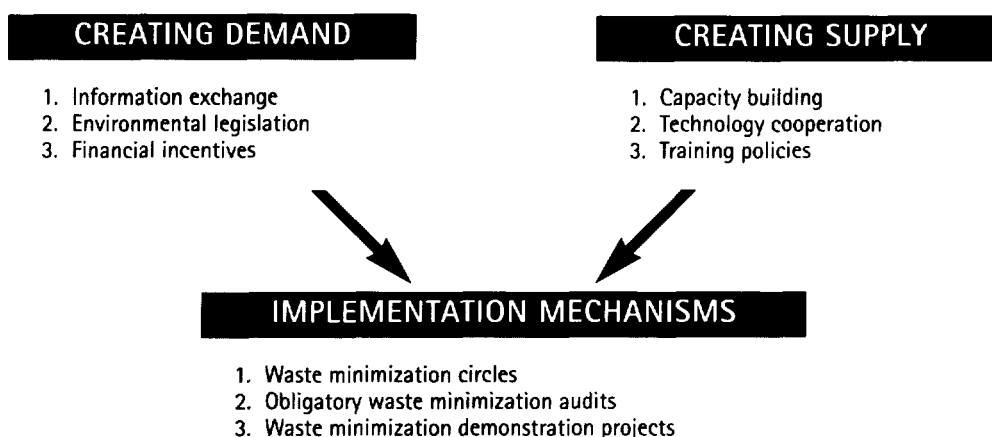 CREATING DEMAND
1. Information exchange
2. Environmental legislation
3. Financial incentives
CREATING SUPPLY
1. Capacity building
2. Technology cooperation
3. Training policies
IMPLEMENTATION MECHANISMS
1. Waste minimization circles
2. Obligatory waste minimization audits
3. Waste minimization demonstration projects